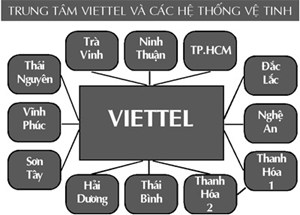 TRUNG TÂM VIETTEL VÀ CÁC HỆ THỐNG VỆ TINH
Trà
Vinh
Ninh
Thuận
TP.HCM
Thái
Nguyên
Đắc
Lắc
Vĩnh
Phúc
VIETTEL
Nghệ
An
Sơn
Tây
Thanh
Hóa
1
Hải
Dương
Thái
Bình
Thanh
Hóa
2